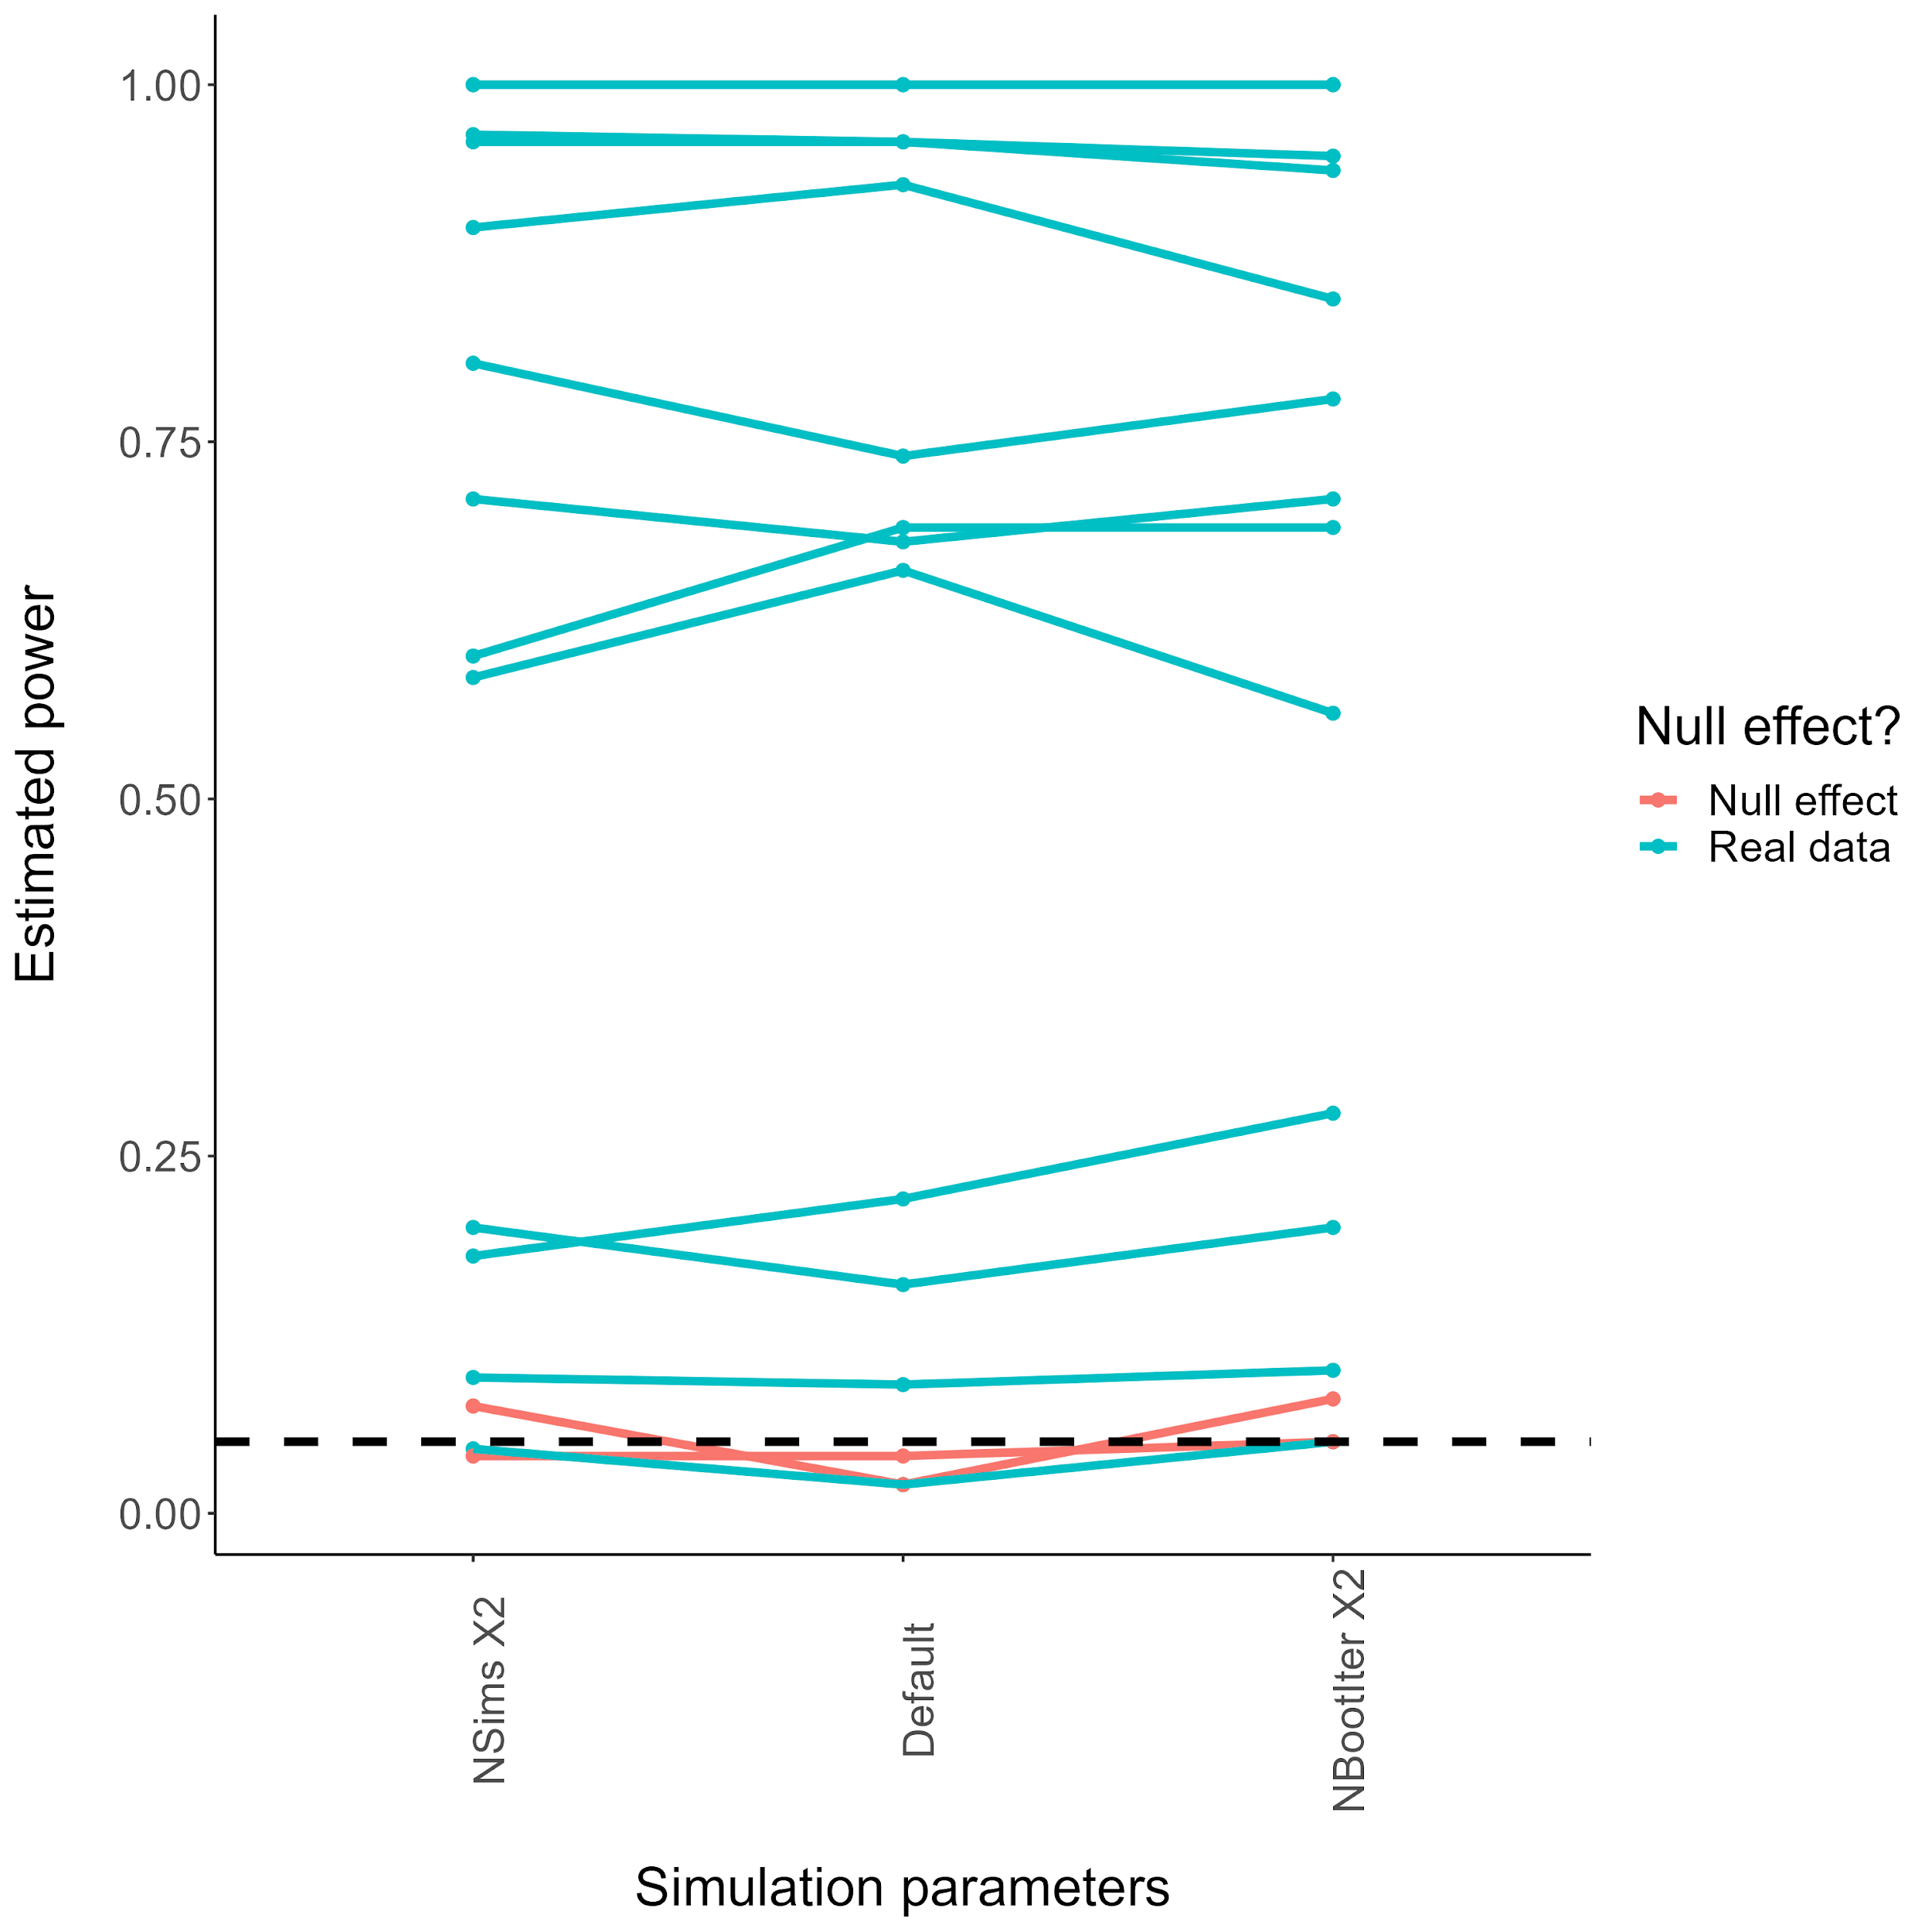 1.00
0.75
0.50
0.25
0.00
Estimated power
NSims X2
Default
NBootIter X2
Simulation parameters
Null effect?
Null effect
Real data